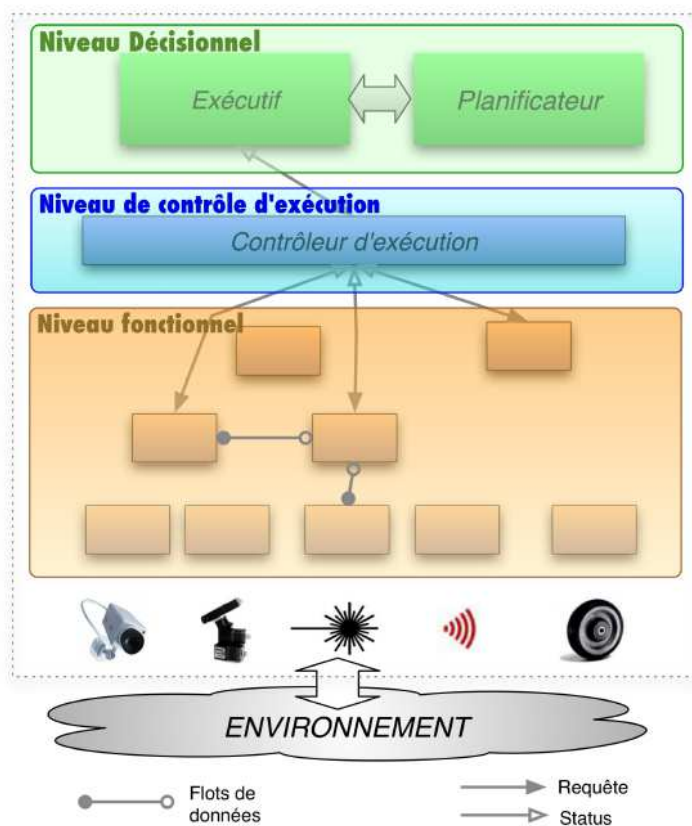 Niveau Décisionnel
Exécutif
Planificateur
Niveau de contrôle d'exécution
Contrôleur d'exécution
Niveau fonctionnel
ENVIRONNEMENT
Flots de
données
Requête
Status